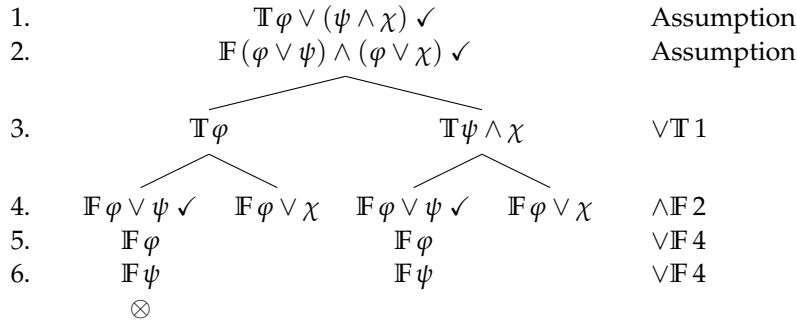 1. 𝕋 φ ∨ (ψ ∧ χ) ✓ Assumption
2. 𝔽 (φ ∨ ψ) ∧ (φ ∨ χ) ✓ Assumption
3. 𝕋 φ 𝕋 ψ ∧ χ ∨𝕋 1
4. 𝔽 φ ∨ ψ ✓ 𝔽 φ ∨ χ 𝔽 φ ∨ ψ ✓ 𝔽 φ ∨ χ ∧𝔽 2
5. 𝔽 φ 𝔽 φ ∨𝔽 4
6. 𝔽 ψ 𝔽 ψ ∨𝔽 4
⊗